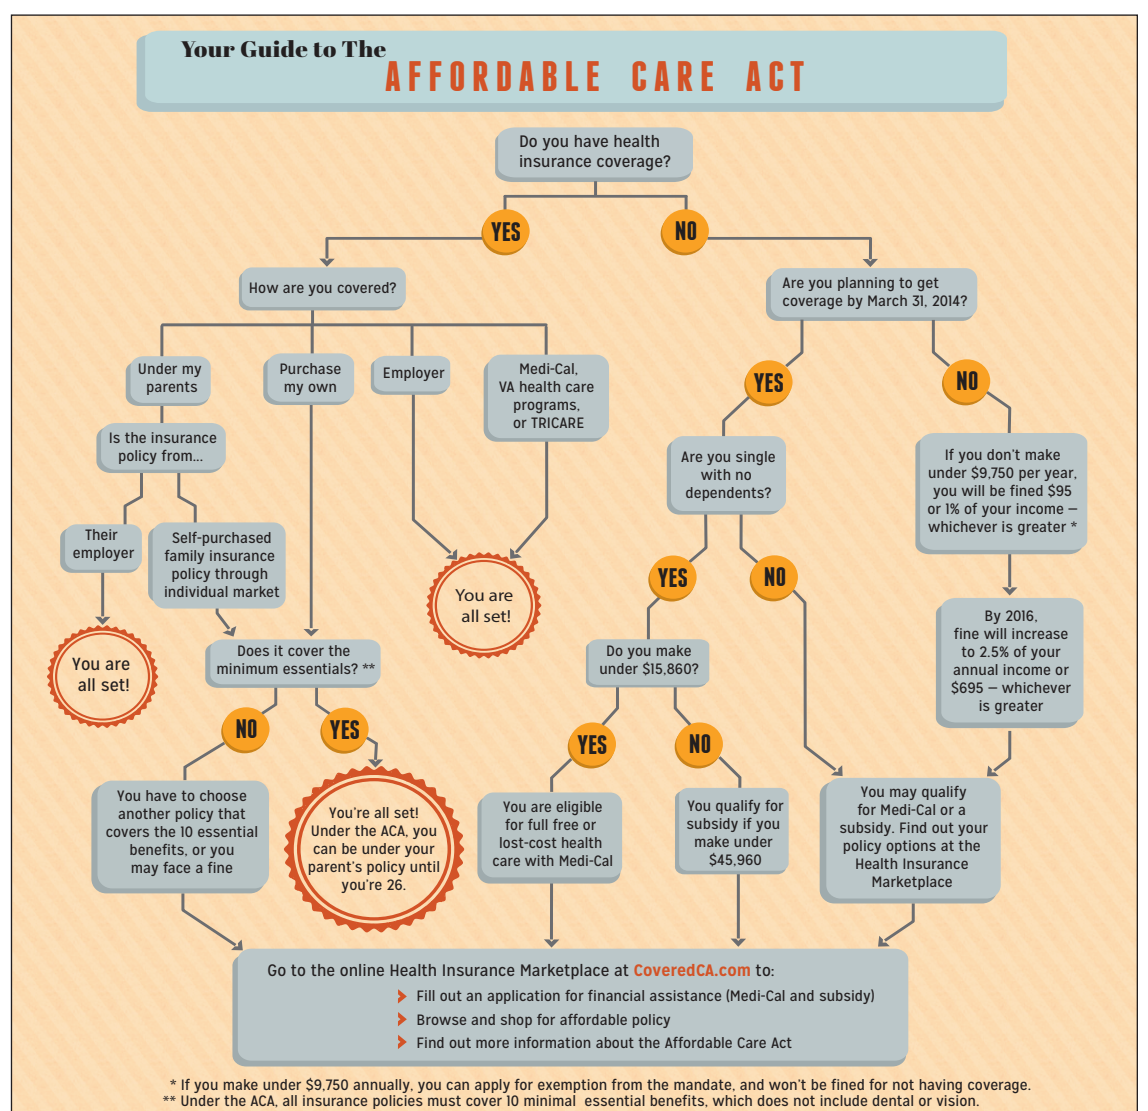 Your Guide to The
AFFORDABLE CARE ACT
Do you have health
insurance coverage?
YES
NO
How are you covered?
Are you planning to get
coverage by March 31, 2014?
Under my
parents
Purchase
my own
Employer
Medi-Cal,
VA health care
programs,
or TRICARE
YES
NO
Is the insurance
policy from...
Are you single
with no
dependents?
If you don't make
under $9,750 per year,
you will be fined $95
or 1% of your income –
whichever is greater *
Their
employer
Self-purchased
family insurance
policy through
individual market
You are
all set!
YES
NO
You are
all set!
Does it cover the
minimum essentials? **
Do you make
under $15,860?
By 2016,
fine will increase
to 2.5% of your
annual income or
$695 – whichever
is greater
NO
YES
YES
NO
You have to choose
another policy that
covers the 10 essential
benefits, or you
may face a fine
You're all set!
Under the ACA, you
can be under your
parent's policy until
you're 26.
You are eligible
for full free or
lost-cost health
care with Medi-Cal
You qualify for
subsidy if you
make under
$45,960
You may qualify
for Medi-Cal or a
subsidy. Find out your
policy options at the
Health Insurance
Marketplace
Go to the online Health Insurance Marketplace at CoveredCA.com to:
Fill out an application for financial assistance (Medi-Cal and subsidy)
Browse and shop for affordable policy
Find out more information about the Affordable Care Act
* If you make under $9,750 annually, you can apply for exemption from the mandate, and won't be fined for not having coverage.
** Under the ACA, all insurance policies must cover 10 minimal essential benefits, which does not include dental or vision.